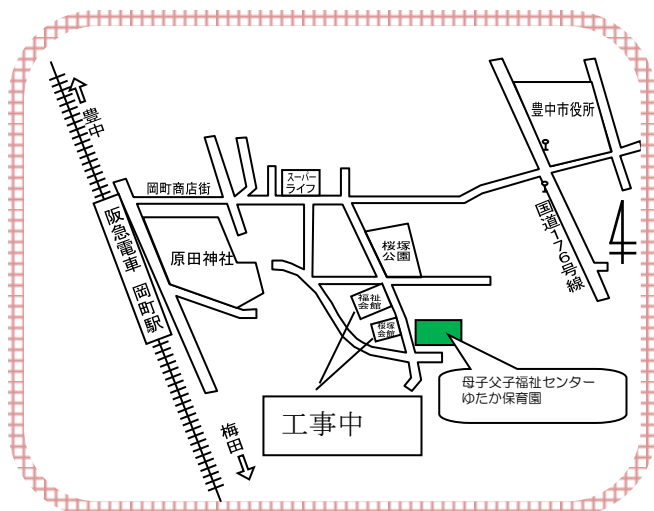 豊中
豊中市役所
スーパー
ライフ
岡町商店街
阪急電車 岡町駅
原田神社
桜塚
公園
国道176号線
福祉
会館
桜塚
会館
母子父子福祉センター
ゆたか保育園
工事中
梅田